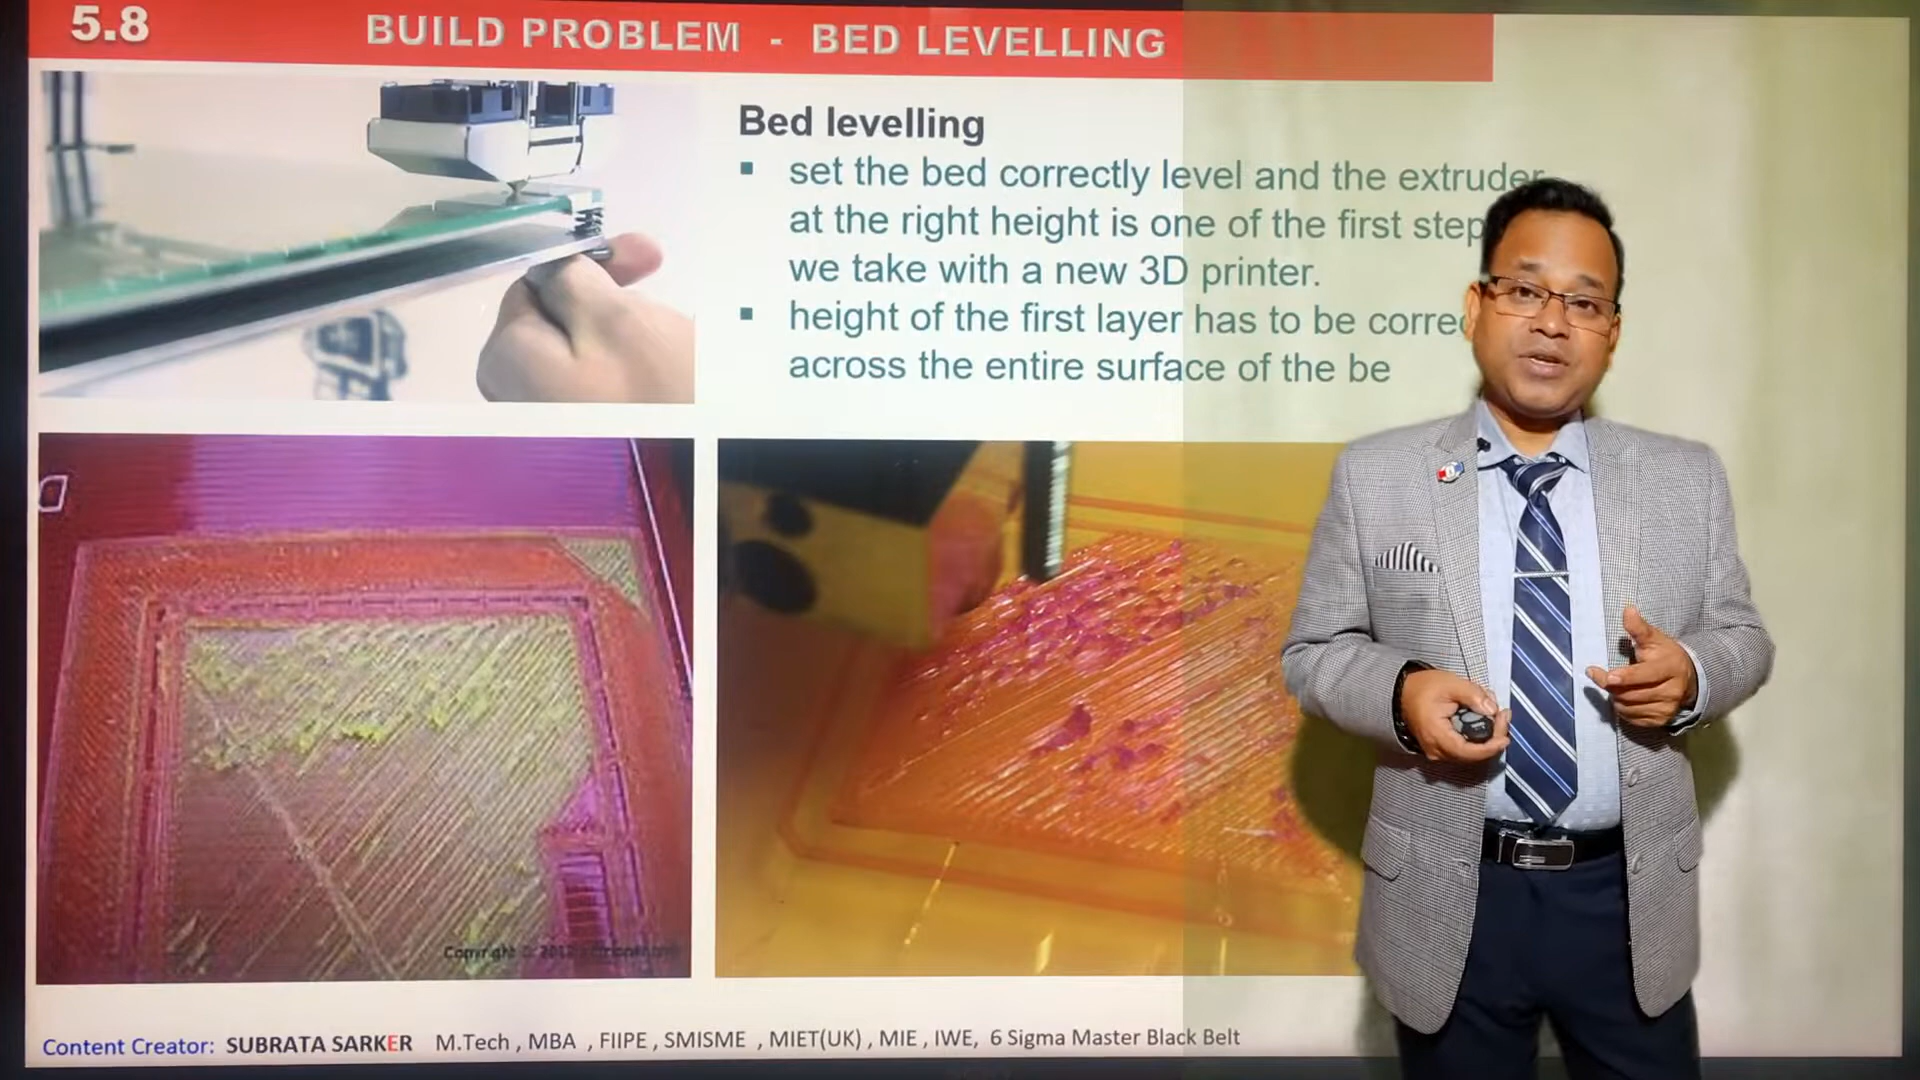 5.8 BUILD PROBLEM - BED LEVELLING
Bed levelling
▪ set the bed correctly level and the extruder
at the right height is one of the first step
we take with a new 3D printer.
▪ height of the first layer has to be correc
across the entire surface of the be
Copyright © 2012
Content Creator: SUBRATA SARKER M.Tech , MBA , FIIPE , SMISME , MIET(UK) , MIE , IWE, 6 Sigma Master Black Belt